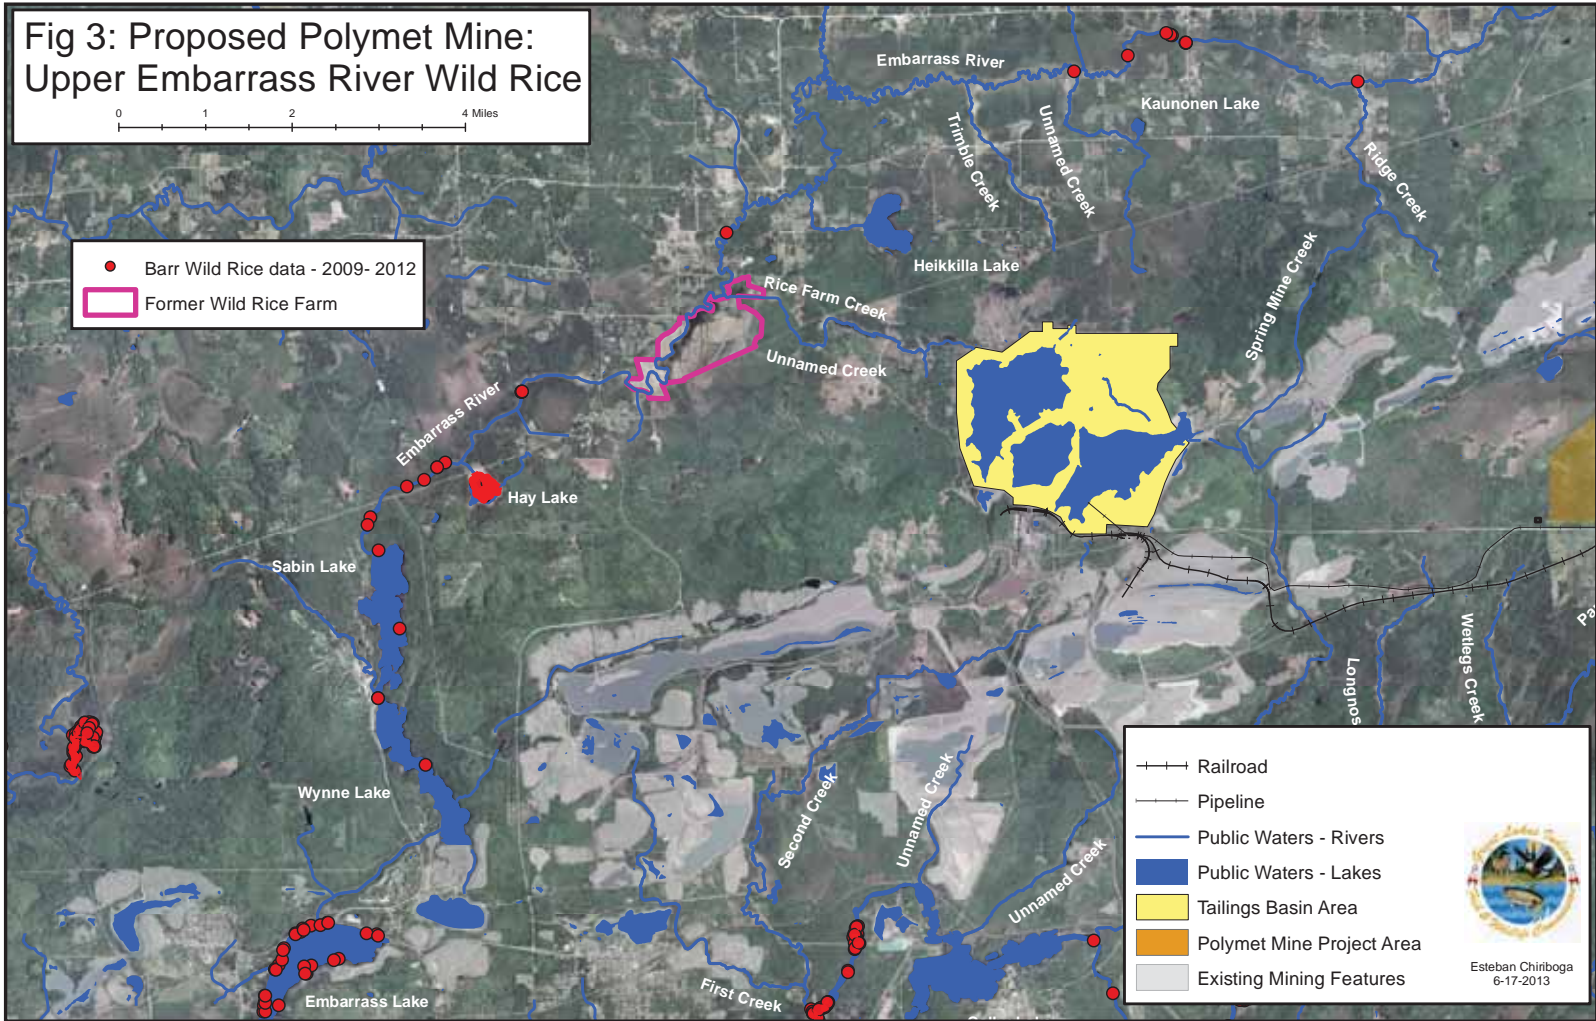 Fig 3: Proposed Polymet Mine:
Upper Embarrass River Wild Rice
0 2 4 Miles
Embarrass River
Kaunonen Lake
Trimble Creek
Unnamed Creek
Ridge Creek
Barr Wild Rice data - 2009- 2012
Former Wild Rice Farm
Heikkilla Lake
Rice Farm Creek
Spring Mine Creek
Unnamed Creek
Embarrass River
Hay Lake
Sabin Lake
Wetlegs Creek
Longnos
Pa
Wynne Lake
Second Creek
Unnamed Creek
Unnamed Creek
First Creek
Embarrass Lake
Railroad
Pipeline
Public Waters - Rivers
Public Waters - Lakes
Tailings Basin Area
Polymet Mine Project Area
Existing Mining Features
Esteban Chiriboga
6-17-2013